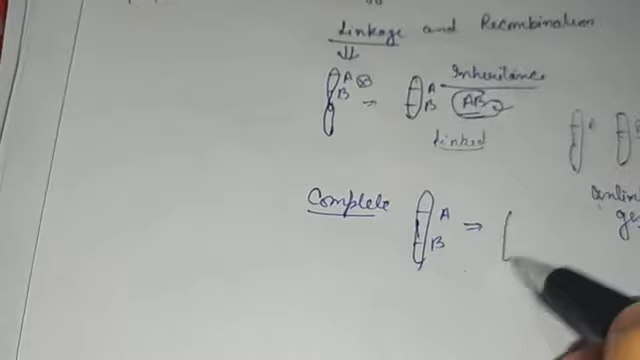 Linkage and Recombination
A
B
=
A
B
Inheritance
AB
linked
Complete
A
B
⇒